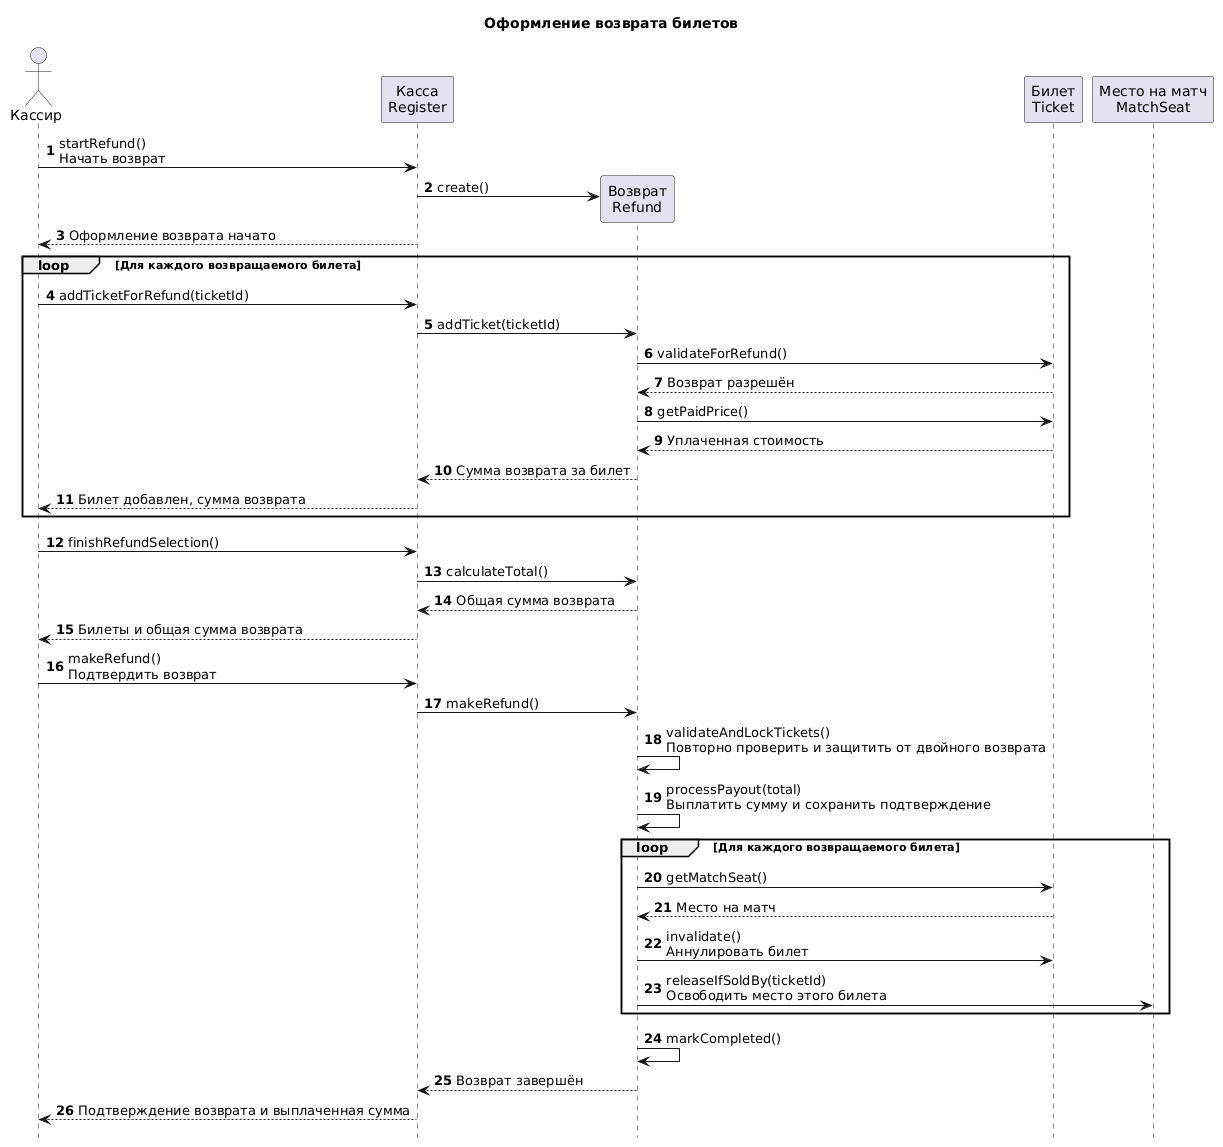 Оформление возврата билетов
Кассир
Касса
Register
Билет
Ticket
Место на матч
MatchSeat
1 startRefund()
Начать возврат
2 create()
Возврат
Refund
3 Оформление возврата начато
loop [Для каждого возвращаемого билета]
4 addTicketForRefund(ticketId)
5 addTicket(ticketId)
6 validateForRefund()
7 Возврат разрешён
8 getPaidPrice()
9 Уплаченная стоимость
10 Сумма возврата за билет
11 Билет добавлен, сумма возврата
12 finishRefundSelection()
13 calculateTotal()
14 Общая сумма возврата
15 Билеты и общая сумма возврата
16 makeRefund()
Подтвердить возврат
17 makeRefund()
18 validateAndLockTickets()
Повторно проверить и защитить от двойного возврата
19 processPayout(total)
Выплатить сумму и сохранить подтверждение
loop [Для каждого возвращаемого билета]
20 getMatchSeat()
21 Место на матч
22 invalidate()
Аннулировать билет
23 releaseIfSoldBy(ticketId)
Освободить место этого билета
24 markCompleted()
25 Возврат завершён
26 Подтверждение возврата и выплаченная сумма